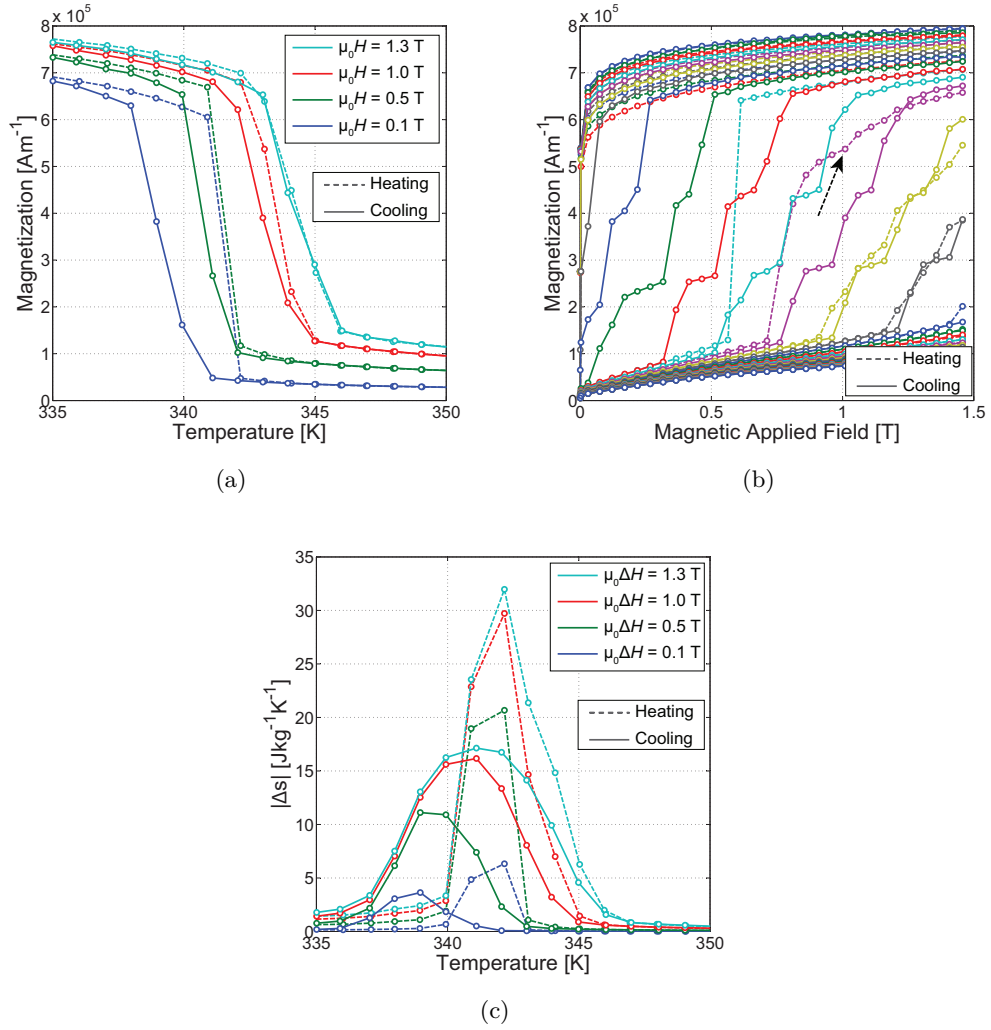 8 x 10⁵
7
6
5
4
3
2
1
0
335
340
345
350
Magnetization [Am⁻¹]
Temperature [K]
μ₀H = 1.3 T
μ₀H = 1.0 T
μ₀H = 0.5 T
μ₀H = 0.1 T
Heating
Cooling
(a)
8 x 10⁵
7
6
5
4
3
2
1
0
0
0.5
1
1.5
Magnetization [Am⁻¹]
Magnetic Applied Field [T]
Heating
Cooling
(b)
35
30
25
20
15
10
5
0
335
340
345
350
|Δs| [Jkg⁻¹K⁻¹]
Temperature [K]
μ₀ΔH = 1.3 T
μ₀ΔH = 1.0 T
μ₀ΔH = 0.5 T
μ₀ΔH = 0.1 T
Heating
Cooling
(c)